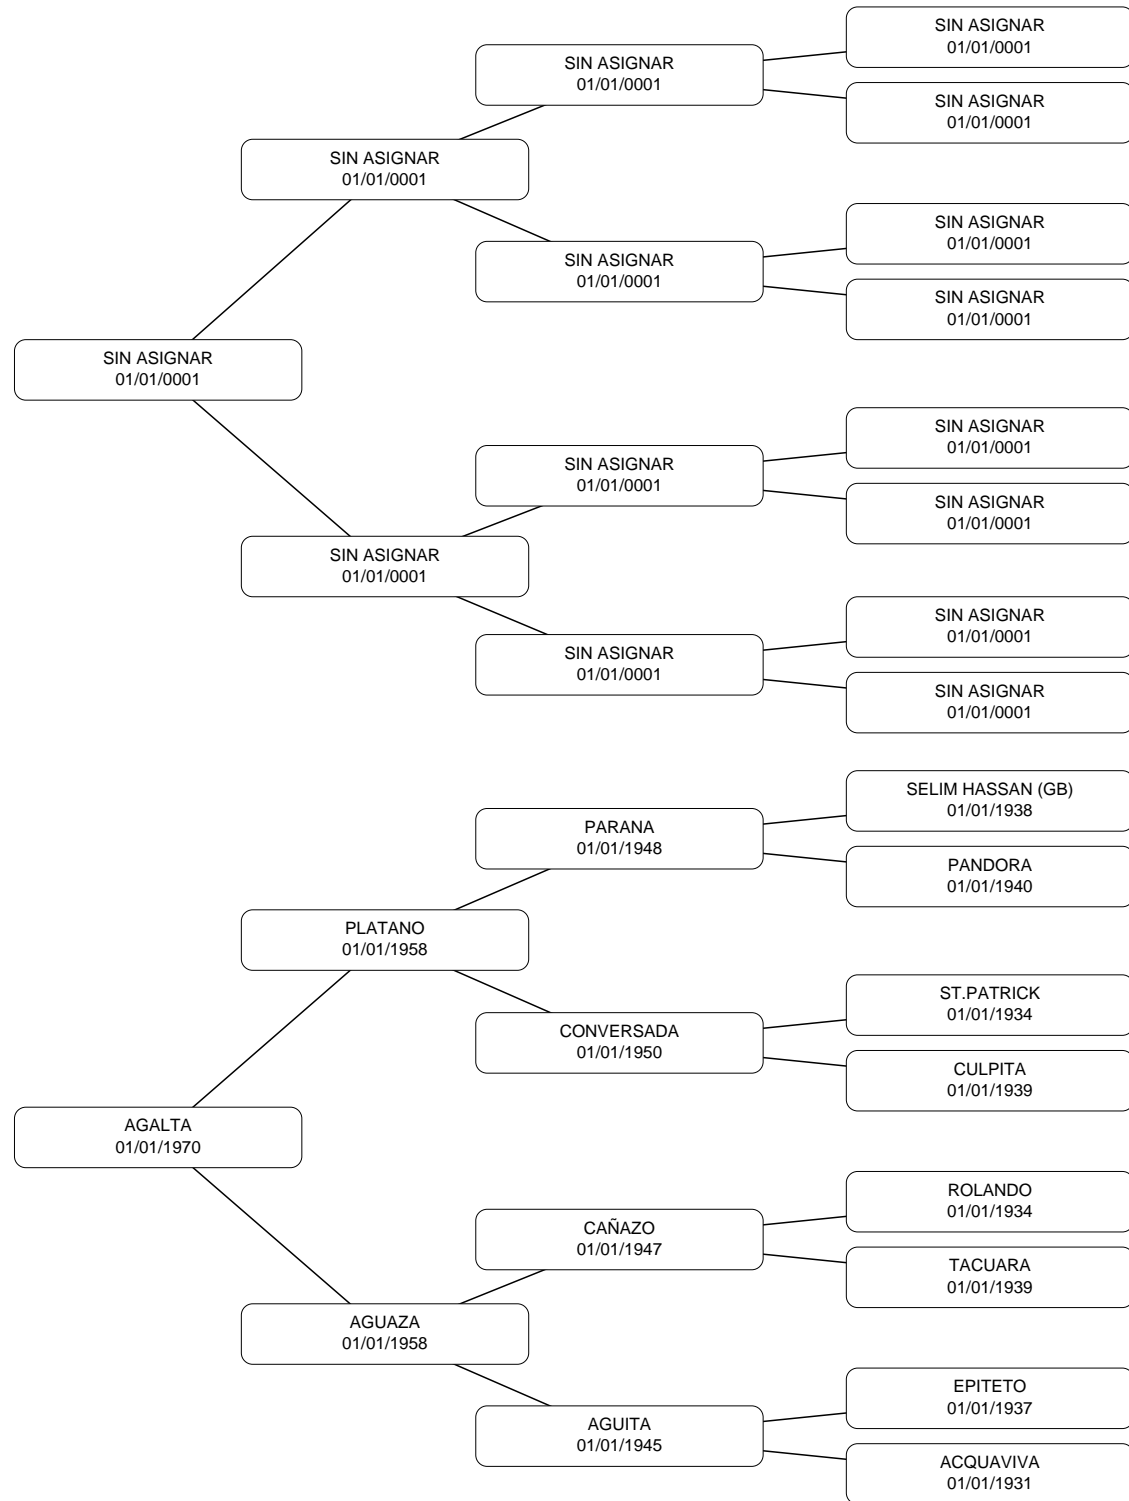 SIN ASIGNAR
01/01/0001
SIN ASIGNAR
01/01/0001
SIN ASIGNAR
01/01/0001
SIN ASIGNAR
01/01/0001
SIN ASIGNAR
01/01/0001
SIN ASIGNAR
01/01/0001
SIN ASIGNAR
01/01/0001
SIN ASIGNAR
01/01/0001
SIN ASIGNAR
01/01/0001
SIN ASIGNAR
01/01/0001
SIN ASIGNAR
01/01/0001
SIN ASIGNAR
01/01/0001
SIN ASIGNAR
01/01/0001
SIN ASIGNAR
01/01/0001
SIN ASIGNAR
01/01/0001
SELIM HASSAN (GB)
01/01/1938
PARANA
01/01/1948
PANDORA
01/01/1940
PLATANO
01/01/1958
ST.PATRICK
01/01/1934
CONVERSADA
01/01/1950
CULPITA
01/01/1939
AGALTA
01/01/1970
ROLANDO
01/01/1934
CAÑAZO
01/01/1947
TACUARA
01/01/1939
AGUAZA
01/01/1958
EPITETO
01/01/1937
AGUITA
01/01/1945
ACQUAVIVA
01/01/1931